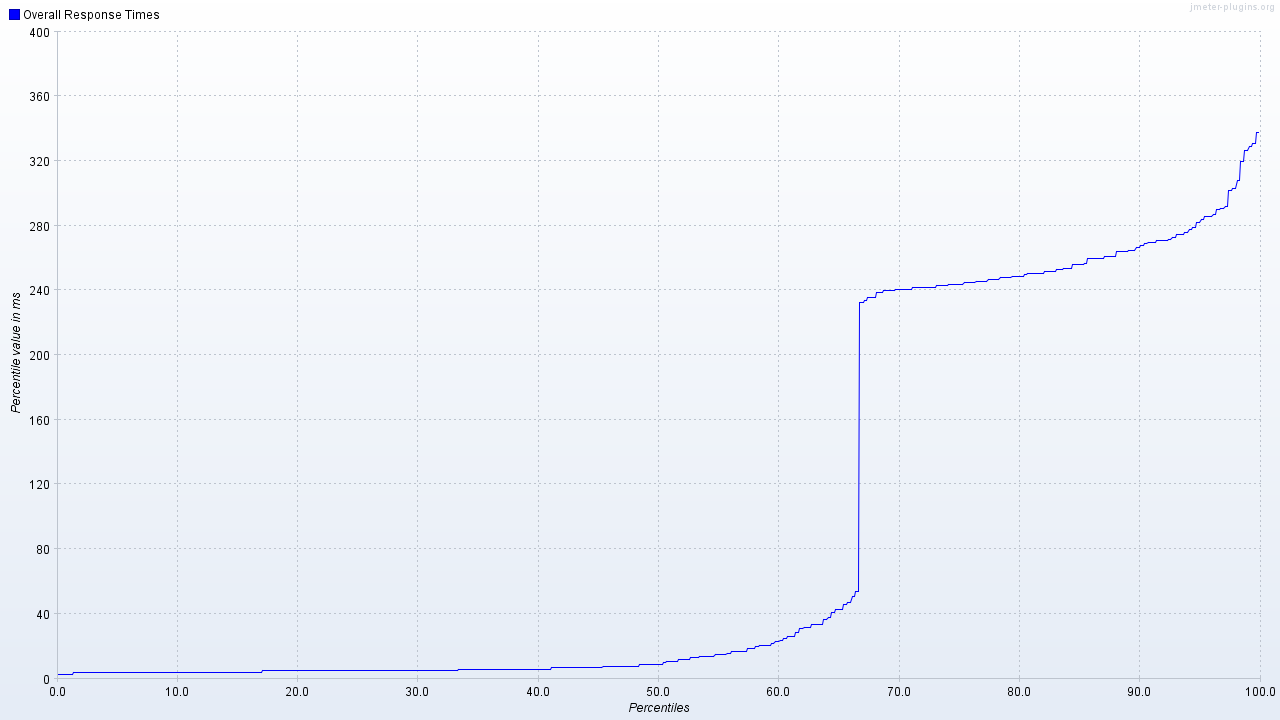 jmeter-plugins.org
Overall Response Times
400
360
320
280
240
200
160
120
80
40
0
Percentile value in ms
0.0 10.0 20.0 30.0 40.0 50.0 60.0 70.0 80.0 90.0 100.0
Percentiles